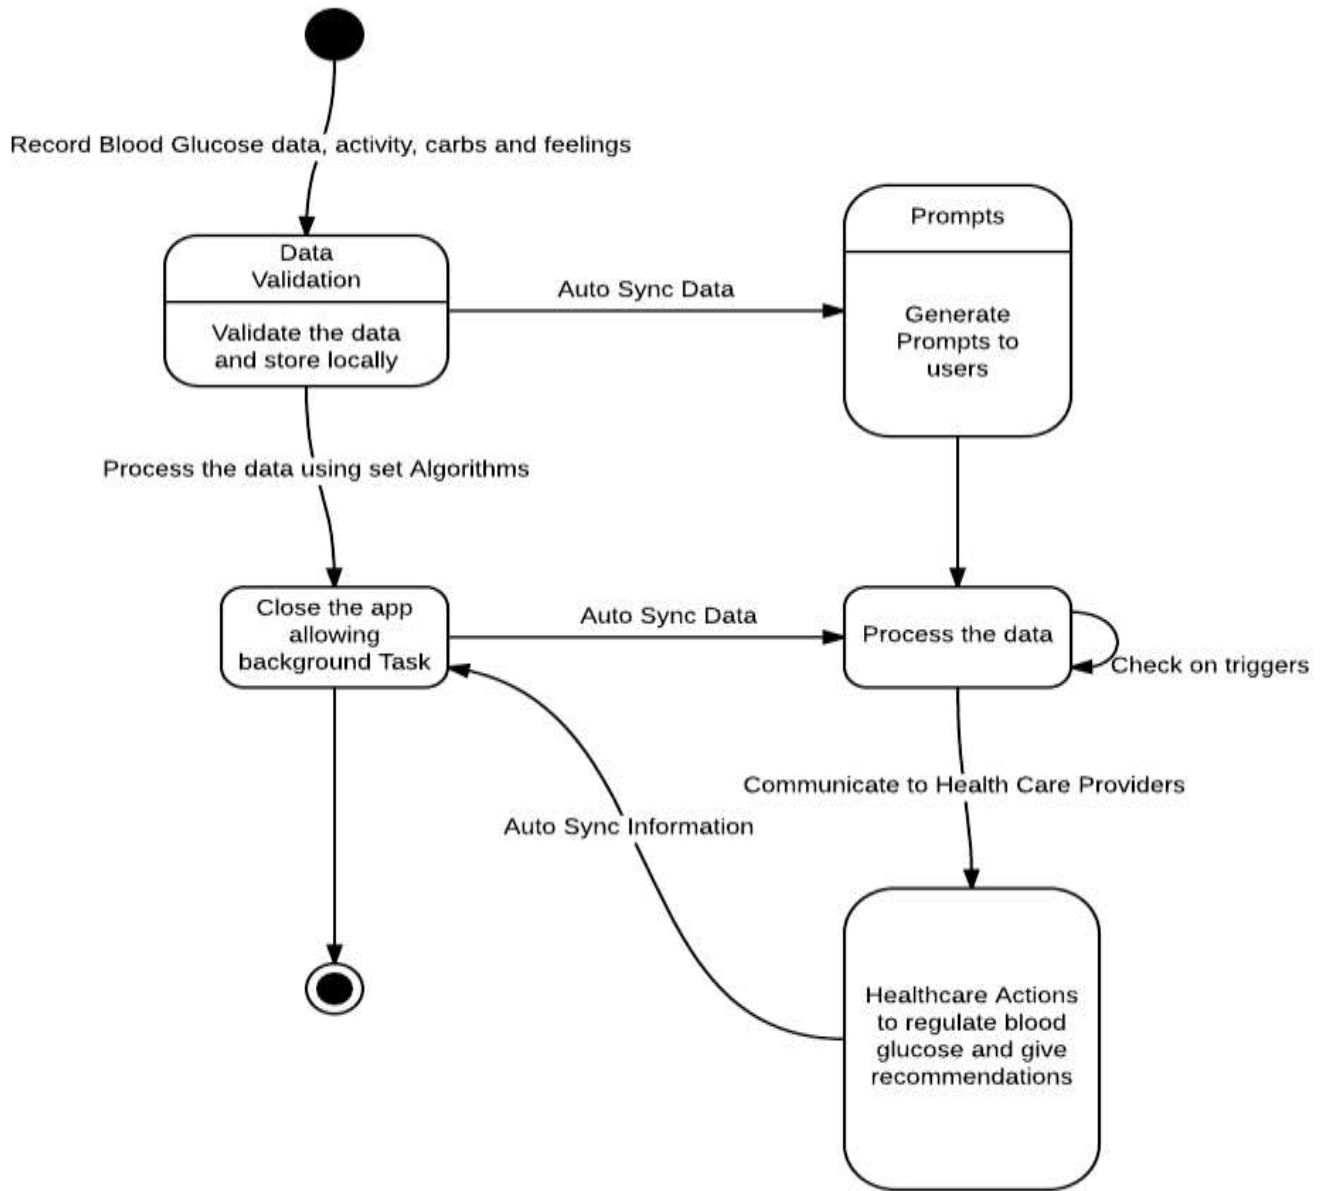 Record Blood Glucose data, activity, carbs and feelings
Prompts
Data
Validation
Auto Sync Data
Generate
Prompts to
users
Validate the data
and store locally
Process the data using set Algorithms
Close the app
allowing
background Task
Auto Sync Data
Process the data
Check on triggers
Communicate to Health Care Providers
Auto Sync Information
Healthcare Actions
to regulate blood
glucose and give
recommendations